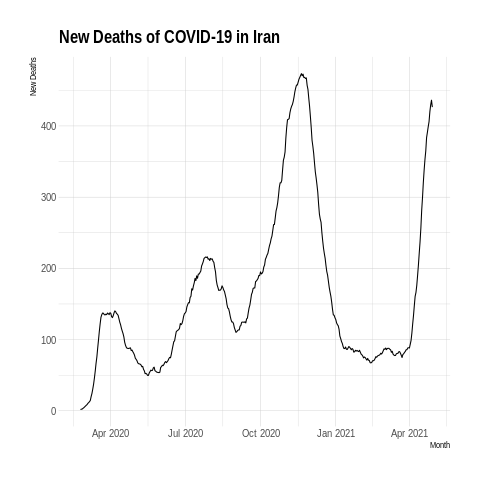 New Deaths of COVID-19 in Iran
New Deaths
400
300
200
100
0
Apr 2020 Jul 2020 Oct 2020 Jan 2021 Apr 2021
Month